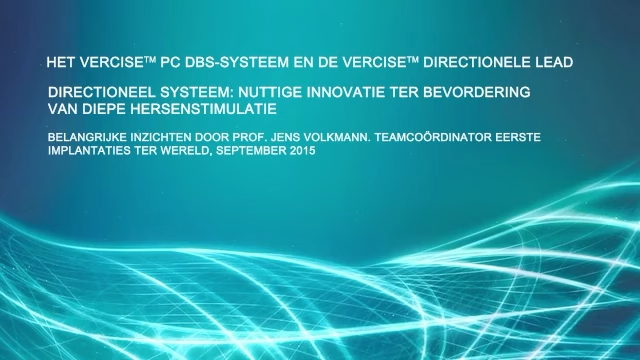 HET VERCISE™ PC DBS-SYSTEEM EN DE VERCISE™ DIRECTIONELE LEAD
DIRECTIONEEL SYSTEEM: NUTTIGE INNOVATIE TER BEVORDERING
VAN DIEPE HERSENSTIMULATIE
BELANGRIJKE INZICHTEN DOOR PROF. JENS VOLKMANN. TEAMCOÖRDINATOR EERSTE
IMPLANTATIES TER WERELD, SEPTEMBER 2015